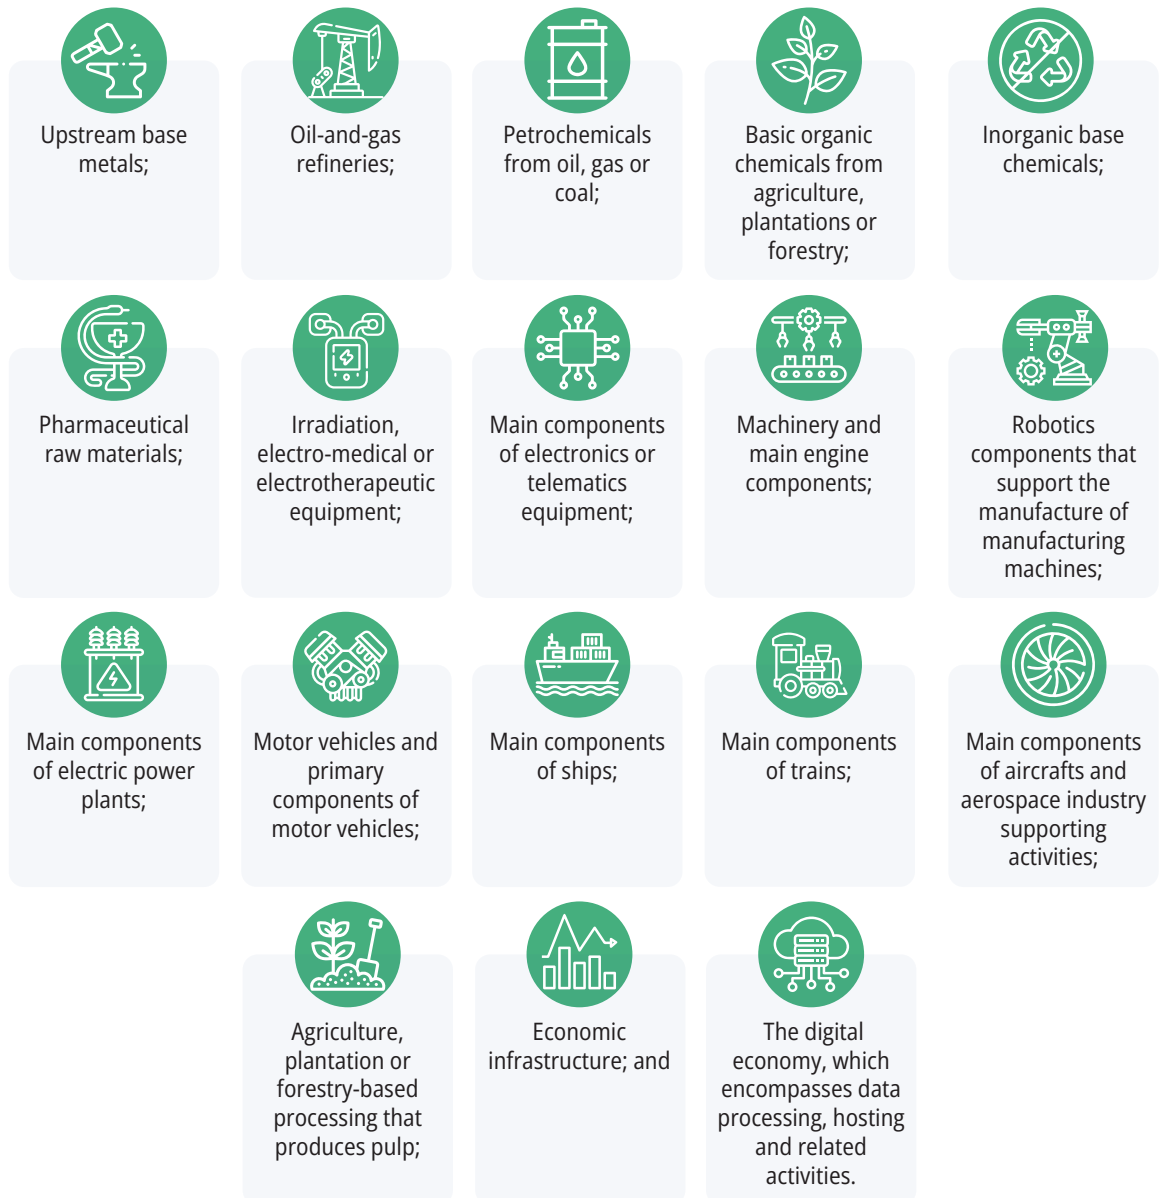 Upstream base
metals;
Oil-and-gas
refineries;
Petrochemicals
from oil, gas or
coal;
Basic organic
chemicals from
agriculture,
plantations or
forestry;
Inorganic base
chemicals;
Pharmaceutical
raw materials;
Irradiation,
electro-medical or
electrotherapeutic
equipment;
Main components
of electronics or
telematics
equipment;
Machinery and
main engine
components;
Robotics
components that
support the
manufacture of
manufacturing
machines;
Main components
of electric power
plants;
Motor vehicles and
primary
components of
motor vehicles;
Main components
of ships;
Main components
of trains;
Main components
of aircrafts and
aerospace industry
supporting
activities;
Agriculture,
plantation or
forestry-based
processing that
produces pulp;
Economic
infrastructure; and
The digital
economy, which
encompasses data
processing, hosting
and related
activities.